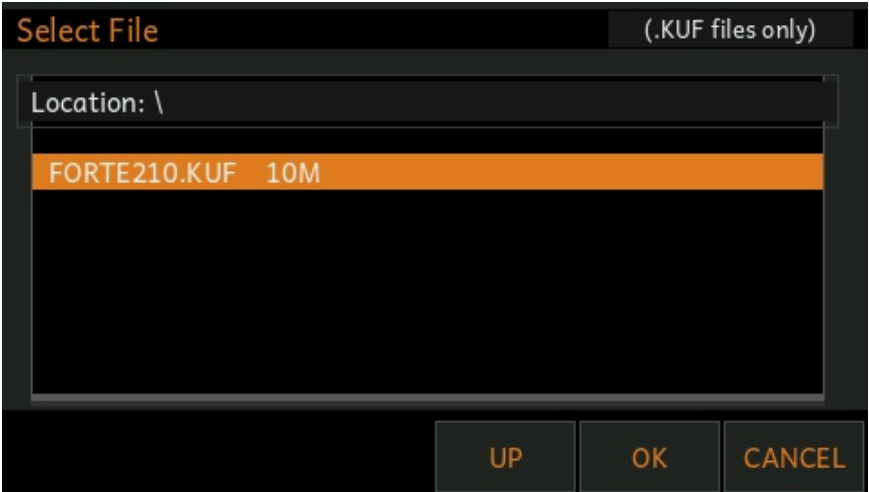 Select File (.KUF files only)
Location: \
FORTE210.KUF 10M
UP OK CANCEL